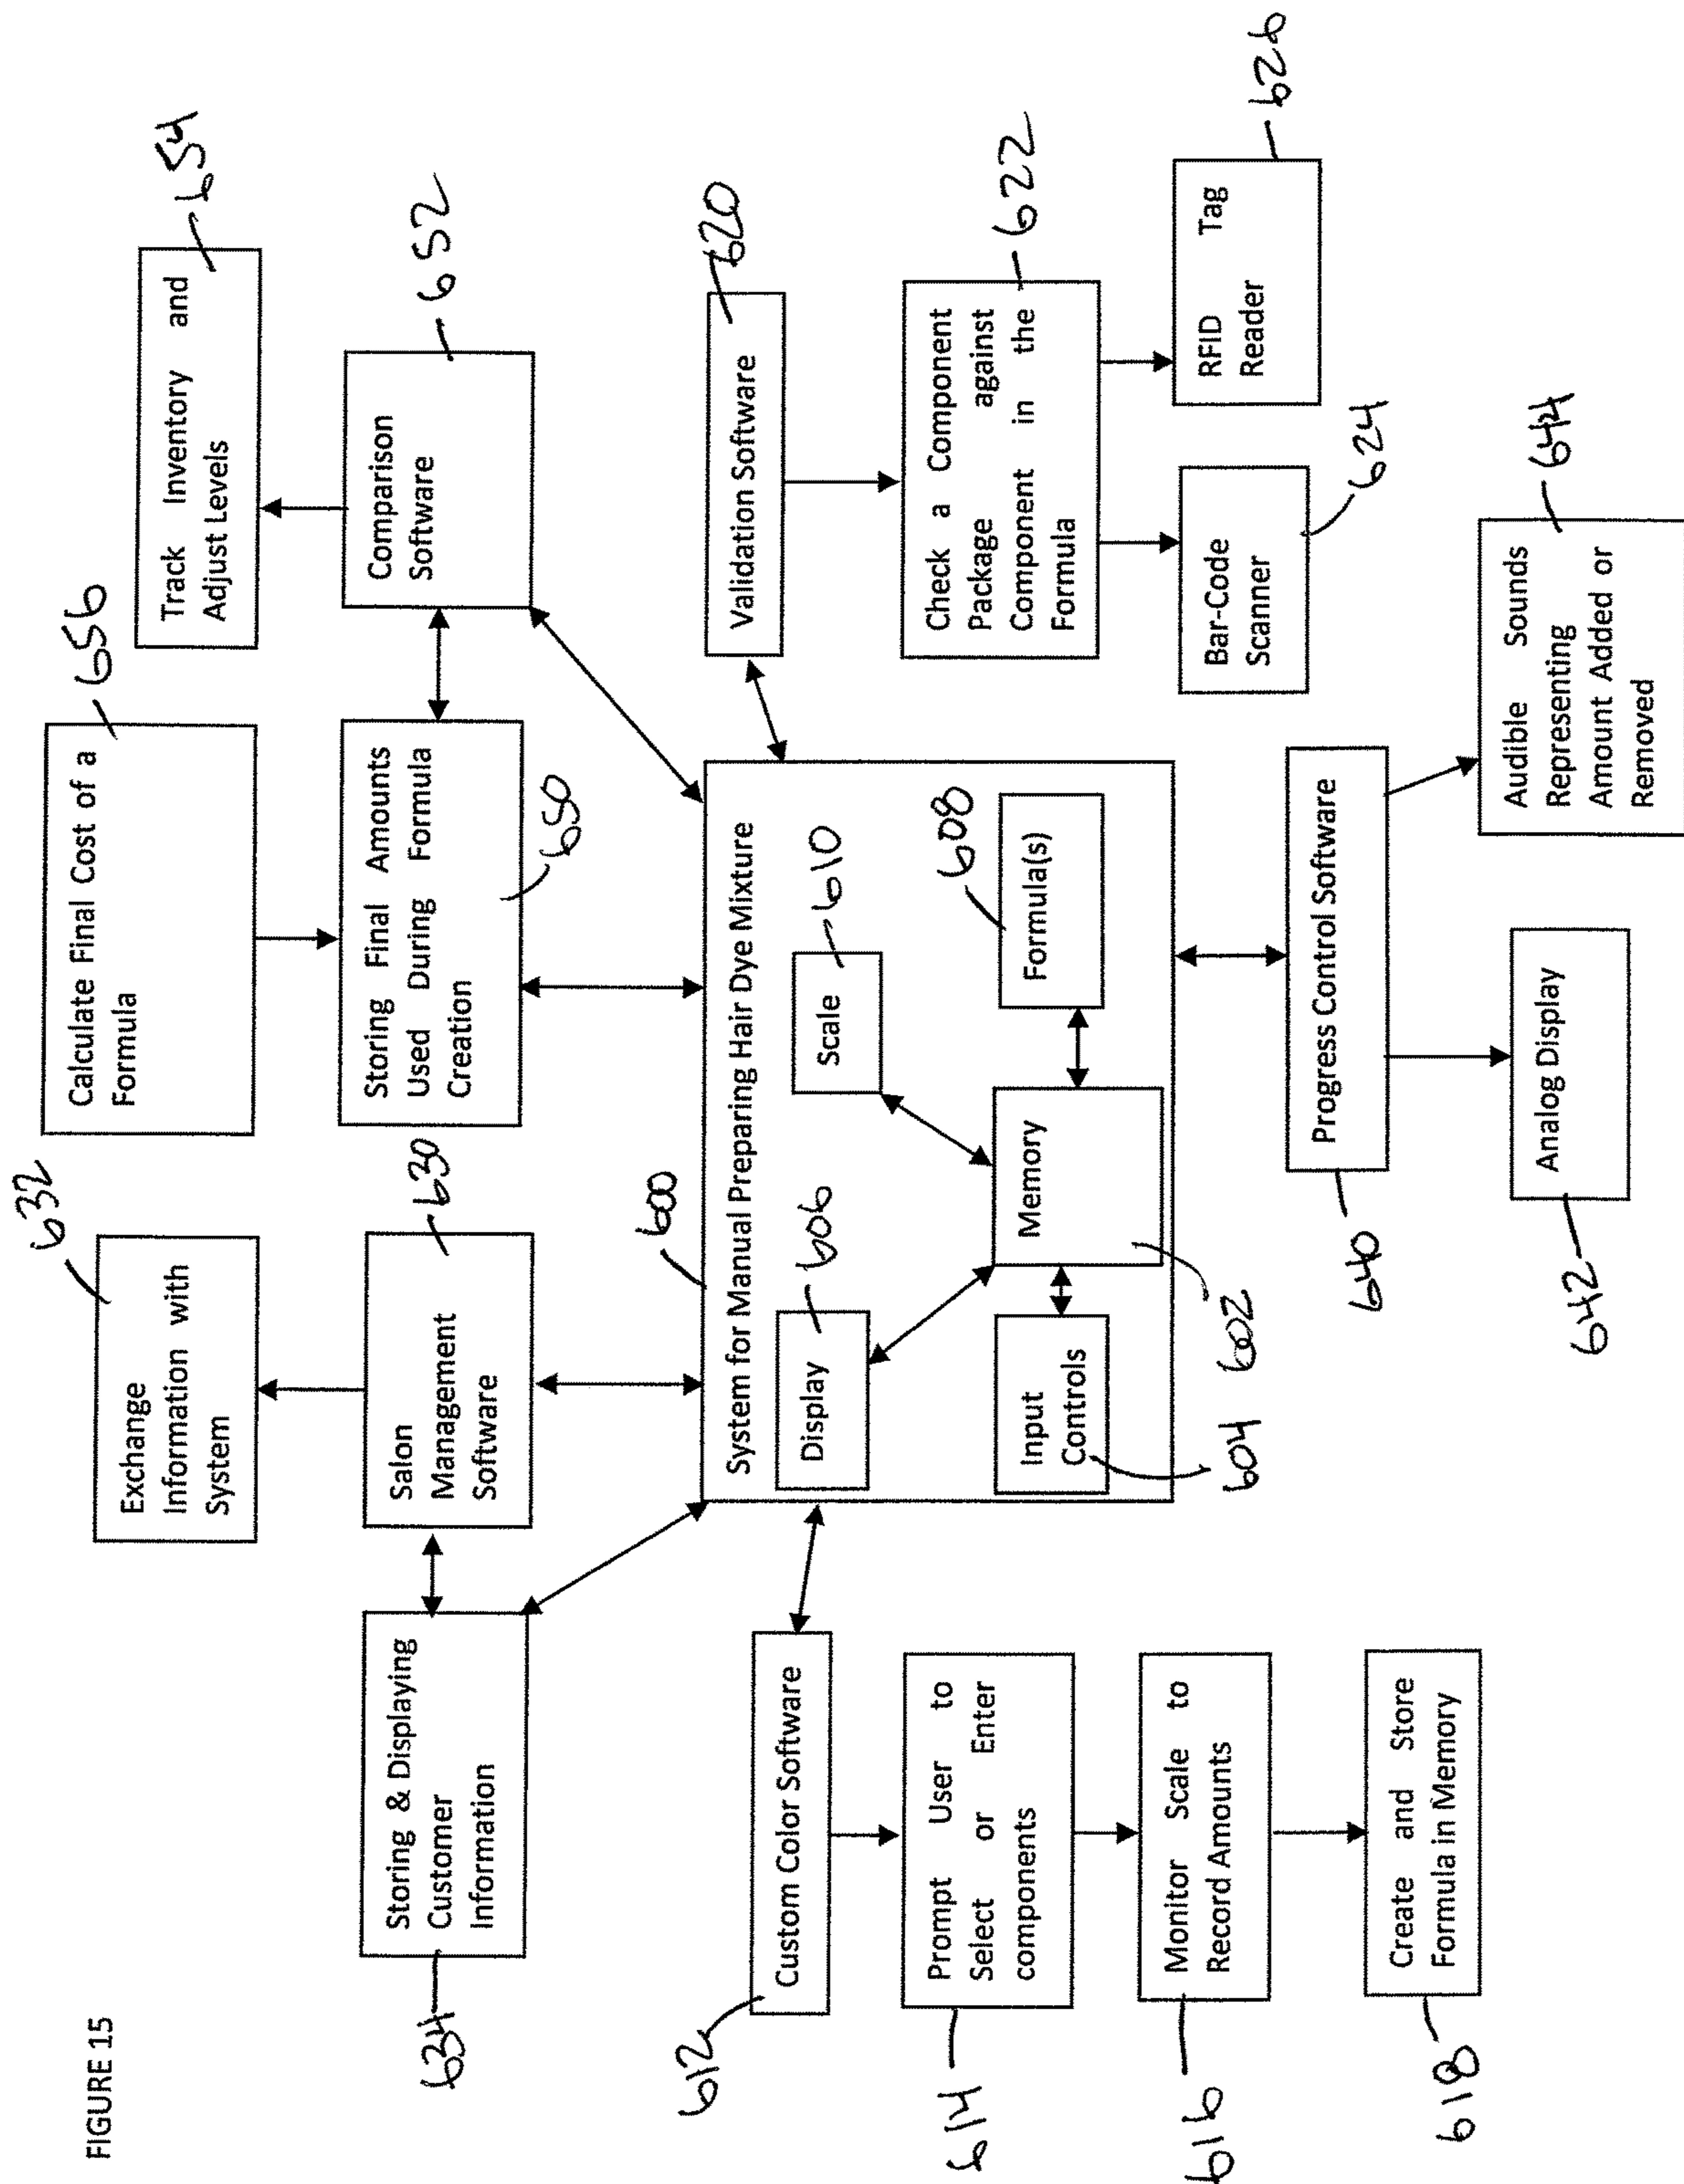 FIGURE 15
632
Exchange
Information with
System
656
Calculate Final Cost of a
Formula
654
Track Inventory and
Adjust Levels
634
Storing & Displaying
Customer
Information
630
Salon
Management
Software
Storing Final Amounts
Used During Formula
Creation
650
652
Comparison
Software
600
System for Manual Preparing Hair Dye Mixture
Display
606
Scale
610
Input
Controls
604
Memory
602
Formula(s)
608
612
Custom Color Software
614
Prompt User to
Select or Enter
components
616
Monitor Scale to
Record Amounts
618
Create and Store
Formula in Memory
620
Validation Software
622
Check a Component
Package against
Component in the
Formula
Bar-Code
Scanner
624
RFID Tag
Reader
626
640
Progress Control Software
642
Analog Display
644
Audible Sounds
Representing
Amount Added or
Removed